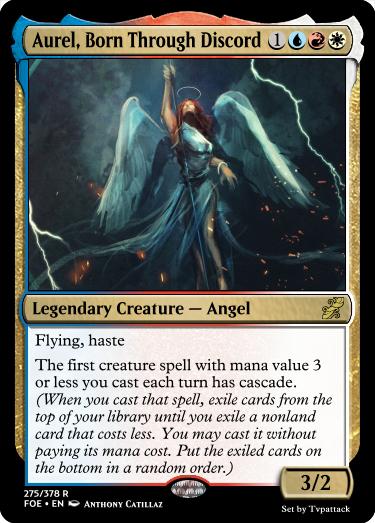 Aurel, Born Through Discord 1
Legendary Creature — Angel
Flying, haste
The first creature spell with mana value 3
or less you cast each turn has cascade.
(When you cast that spell, exile cards from the
top of your library until you exile a nonland
card that costs less. You may cast it without
paying its mana cost. Put the exiled cards on
the bottom in a random order.)
3/2
275/378 R
FOE • EN Anthony Catillaz
Set by Tvpattack